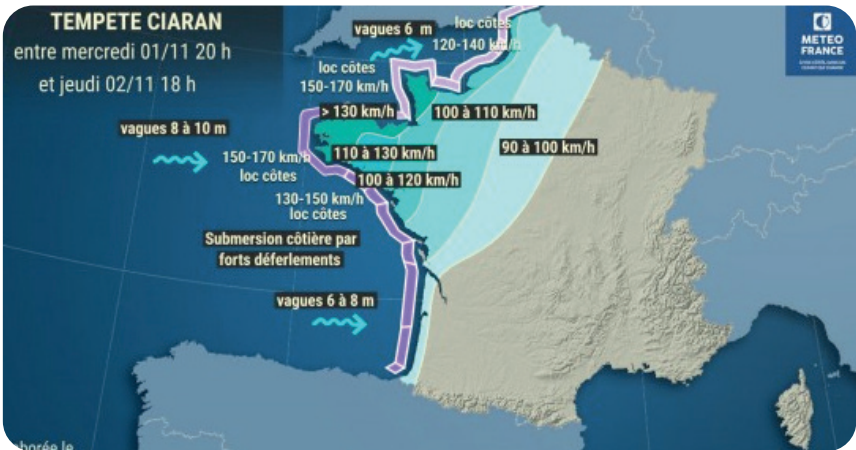 TEMPETE CIARAN
entre mercredi 01/11 20 h
et jeudi 02/11 18 h
vagues 6 m
loc côtes
120-140 km/h
METEO
FRANCE
loc côtes
150-170 km/h
> 130 km/h
100 à 110 km/h
vagues 8 à 10 m
150-170 km/h
loc côtes
110 à 130 km/h
90 à 100 km/h
100 à 120 km/h
130-150 km/h
loc côtes
Submersion côtière par
forts déferlements
vagues 6 à 8 m